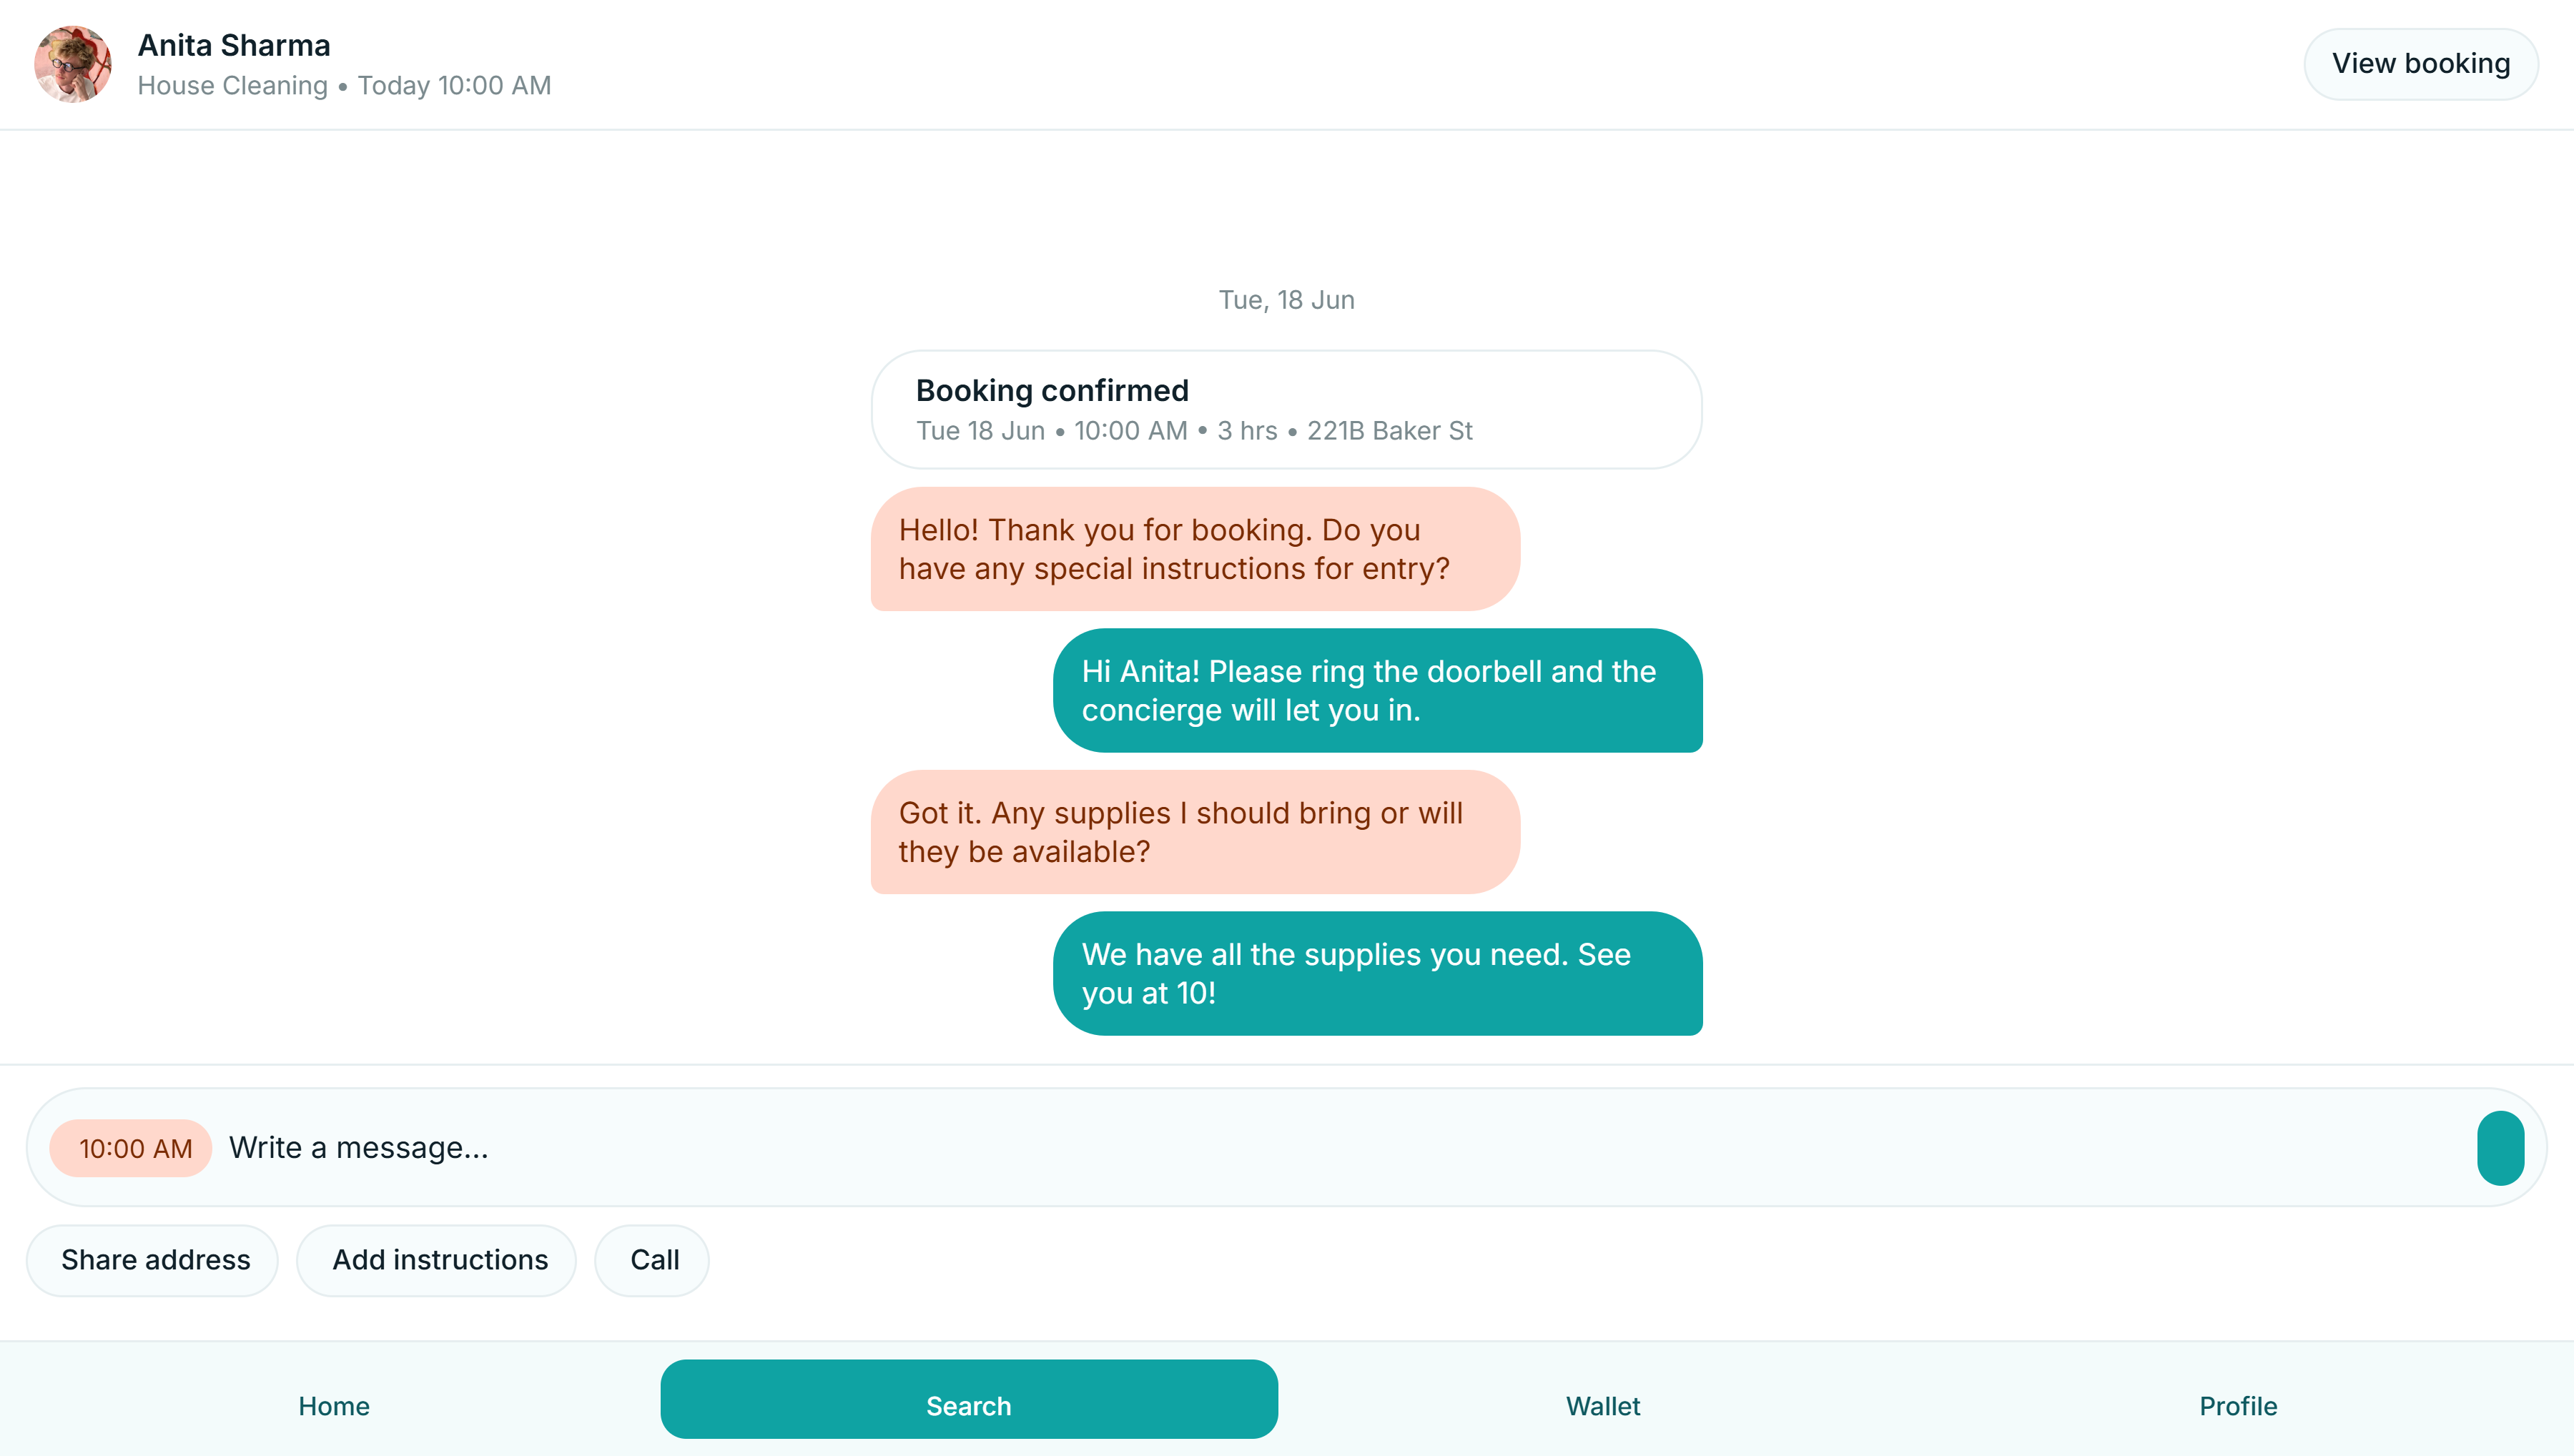 Anita Sharma
House Cleaning • Today 10:00 AM
View booking
Tue, 18 Jun
Booking confirmed
Tue 18 Jun • 10:00 AM • 3 hrs • 221B Baker St
Hello! Thank you for booking. Do you
have any special instructions for entry?
Hi Anita! Please ring the doorbell and the
concierge will let you in.
Got it. Any supplies I should bring or will
they be available?
We have all the supplies you need. See
you at 10!
10:00 AM
Write a message...
Share address
Add instructions
Call
Home
Search
Wallet
Profile